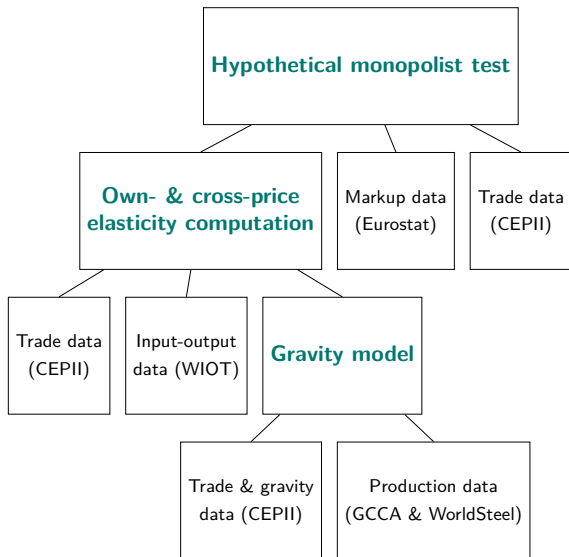 Hypothetical monopolist test
Own- & cross-price
elasticity computation
Markup data
(Eurostat)
Trade data
(CEPII)
Trade data
(CEPII)
Input-output
data (WIOT)
Gravity model
Trade & gravity
data (CEPII)
Production data
(GCCA & WorldSteel)